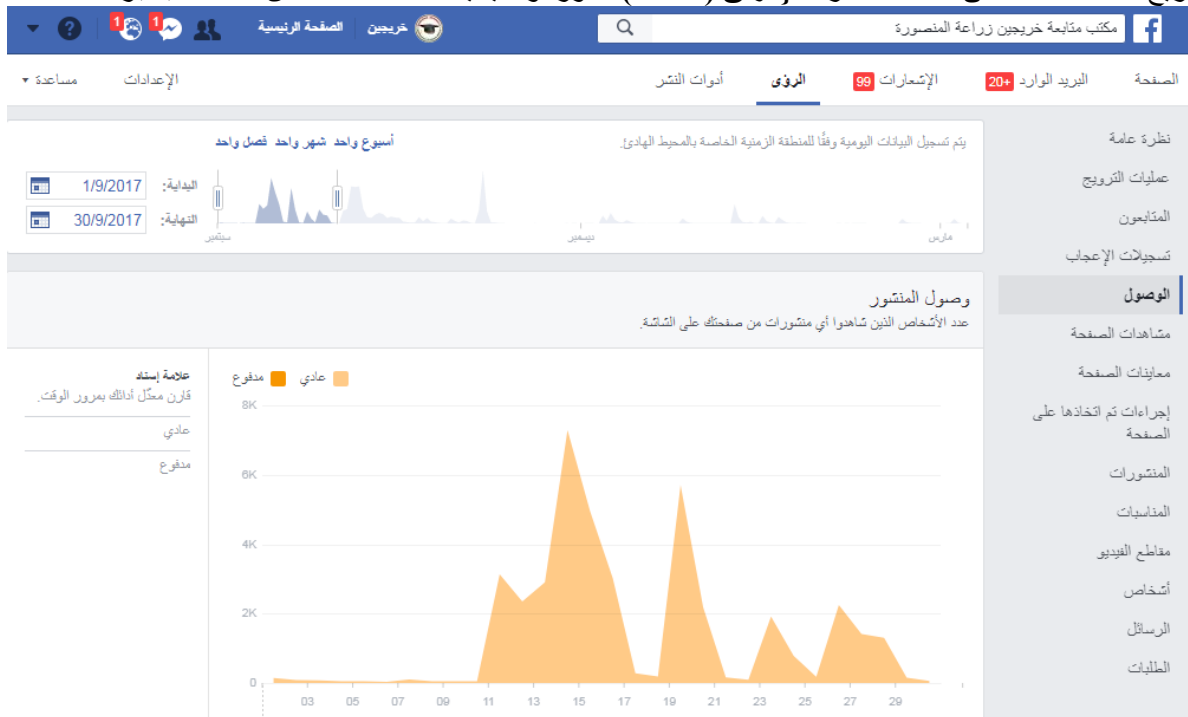 مكتب متابعة خريجين زراعة المنصورة
خريجين
الصفحة الرئيسية
1
1
الصفحة
البريد الوارد +20
الإشعارات 99
الرؤى
أدوات النشر
الإعدادات
مساعدة
نظرة عامة
عمليات الترويج
المتابعون
تسجيلات الإعجاب
الوصول
مشاهدات الصفحة
معاينات الصفحة
إجراءات تم اتخاذها على
الصفحة
المنشورات
المناسبات
مقاطع الفيديو
أشخاص
الرسائل
الطلبات
يتم تسجيل البيانات اليومية وفقًا للمنطقة الزمنية الخاصة بالمحيط الهادئ.
أسبوع واحد شهر واحد فصل واحد
البداية: 1/9/2017
النهاية: 30/9/2017
سبتمبر
ديسمبر
مارس
وصول المنشور
عدد الأشخاص الذين شاهدوا أي منشورات من صفحتك على الشاشة.
عادي
مدفوع
علامة إسناد
قارن معدّل أدائك بمرور الوقت.
عادي
مدفوع
8K
6K
4K
2K
0
03 05 07 09 11 13 15 17 19 21 23 25 27 29